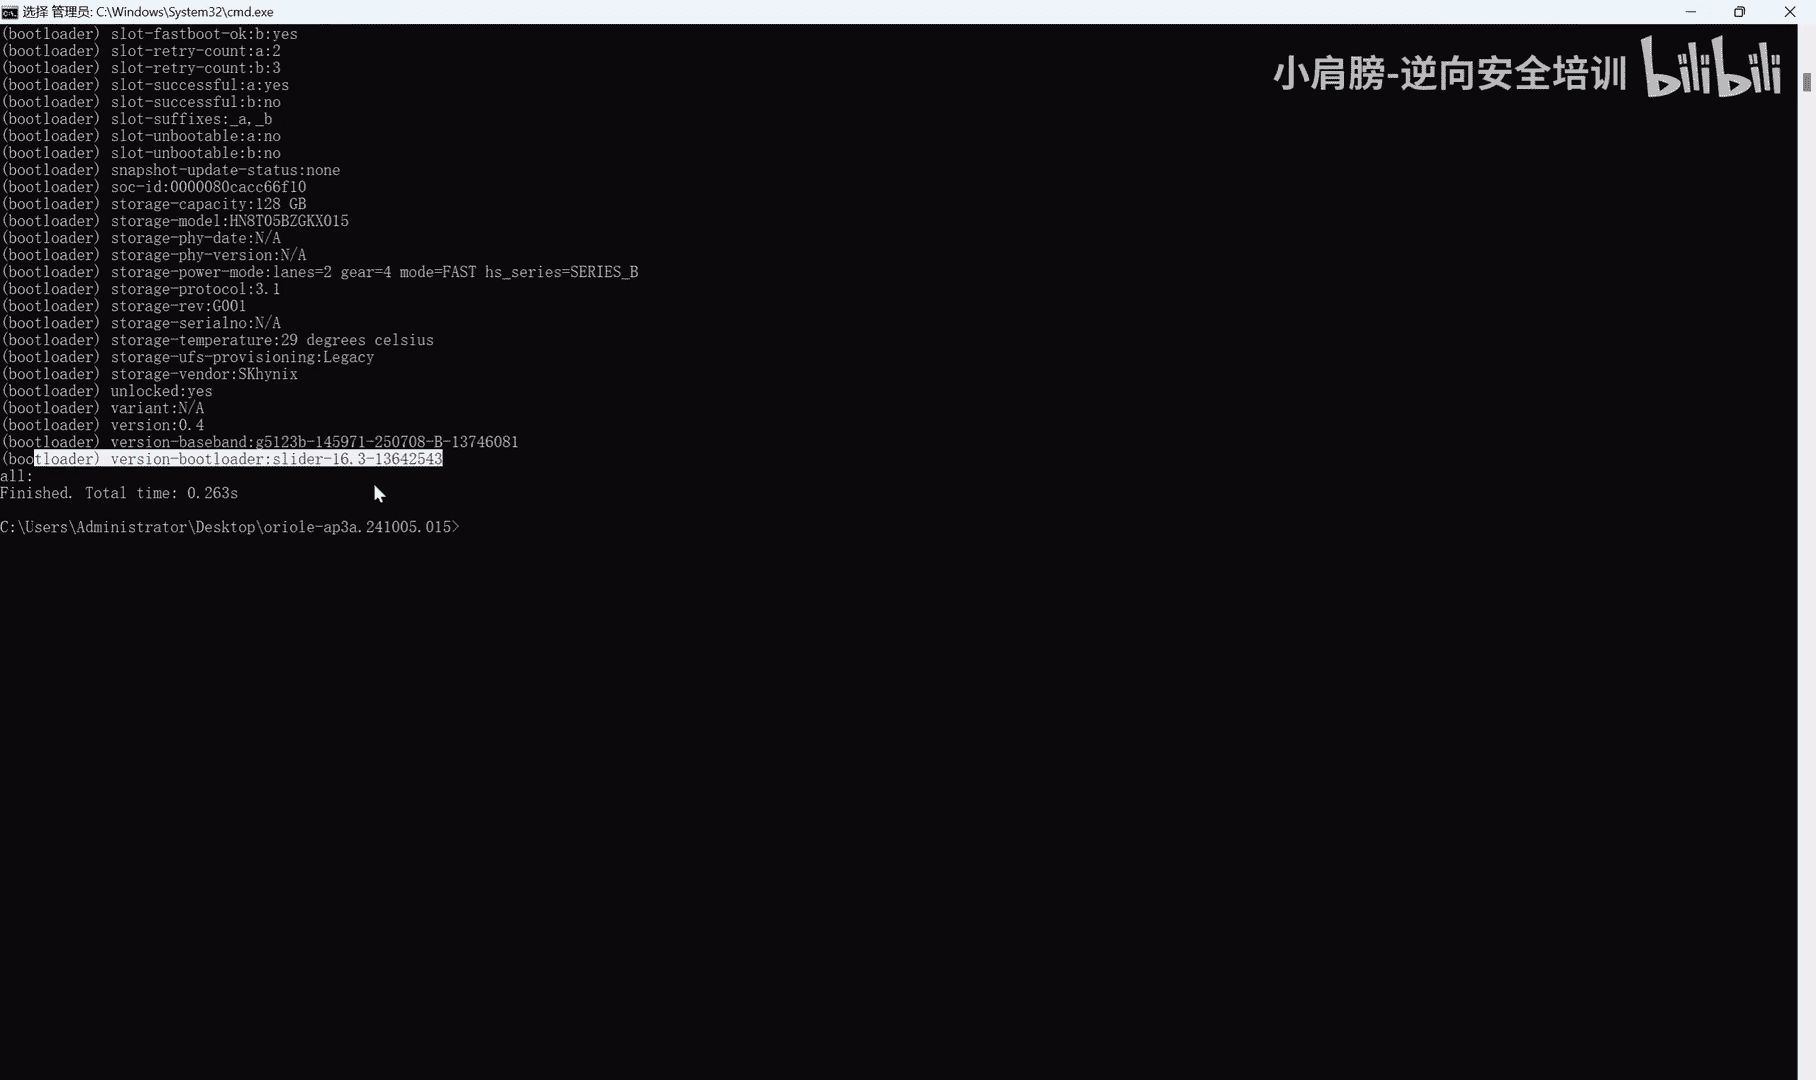 选择 管理员: C:\Windows\System32\cmd.exe
(bootloader) slot-fastboot-ok:b:yes
(bootloader) slot-retry-count:a:2
(bootloader) slot-retry-count:b:3
(bootloader) slot-successful:a:yes
(bootloader) slot-successful:b:no
(bootloader) slot-suffixes:_a,_b
(bootloader) slot-unbootable:a:no
(bootloader) slot-unbootable:b:no
(bootloader) snapshot-update-status:none
(bootloader) soc-id:0000080cacc66f10
(bootloader) storage-capacity:128 GB
(bootloader) storage-model:HN8T05BZGKX015
(bootloader) storage-phy-date:N/A
(bootloader) storage-phy-version:N/A
(bootloader) storage-power-mode:lanes=2 gear=4 mode=FAST hs_series=SERIES_B
(bootloader) storage-protocol:3.1
(bootloader) storage-rev:G001
(bootloader) storage-serialno:N/A
(bootloader) storage-temperature:29 degrees celsius
(bootloader) storage-ufs-provisioning:Legacy
(bootloader) storage-vendor:SKhynix
(bootloader) unlocked:yes
(bootloader) variant:N/A
(bootloader) version:0.4
(bootloader) version-baseband:g5123b-145971-250708-B-13746081
(bootloader) version-bootloader:slider-16.3-13642543
all:
Finished. Total time: 0.263s
C:\Users\Administrator\Desktop\oriole-ap3a.241005.015>
小肩膀-逆向安全培训 bilibili